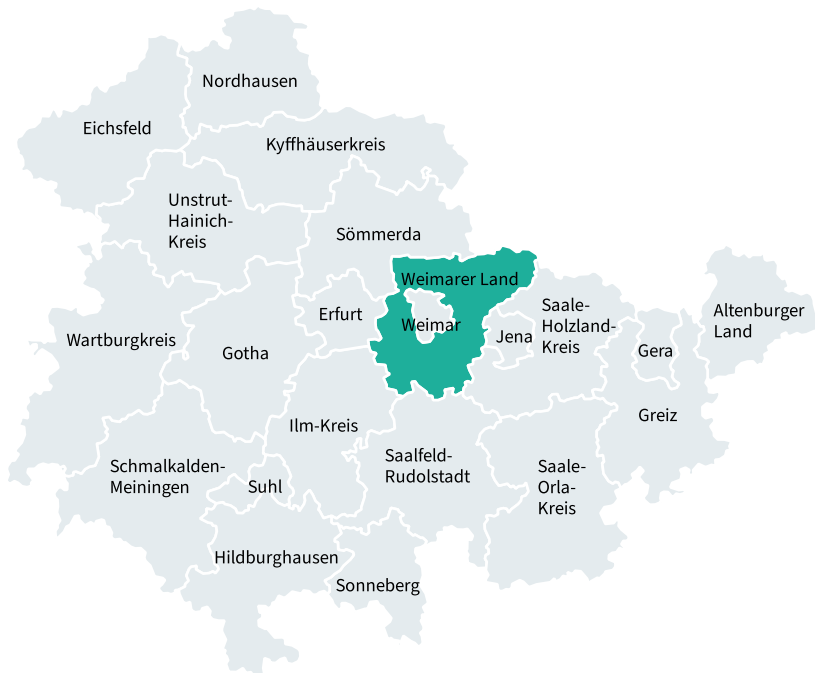 Nordhausen
Eichsfeld
Kyffhäuserkreis
Unstrut-
Hainich-
Kreis
Sömmerda
Weimarer Land
Saale-
Holzland-
Kreis
Altenburger
Land
Erfurt
Weimar
Jena
Wartburgkreis
Gotha
Gera
Greiz
Ilm-Kreis
Saalfeld-
Rudolstadt
Schmalkalden-
Meiningen
Suhl
Saale-
Orla-
Kreis
Hildburghausen
Sonneberg